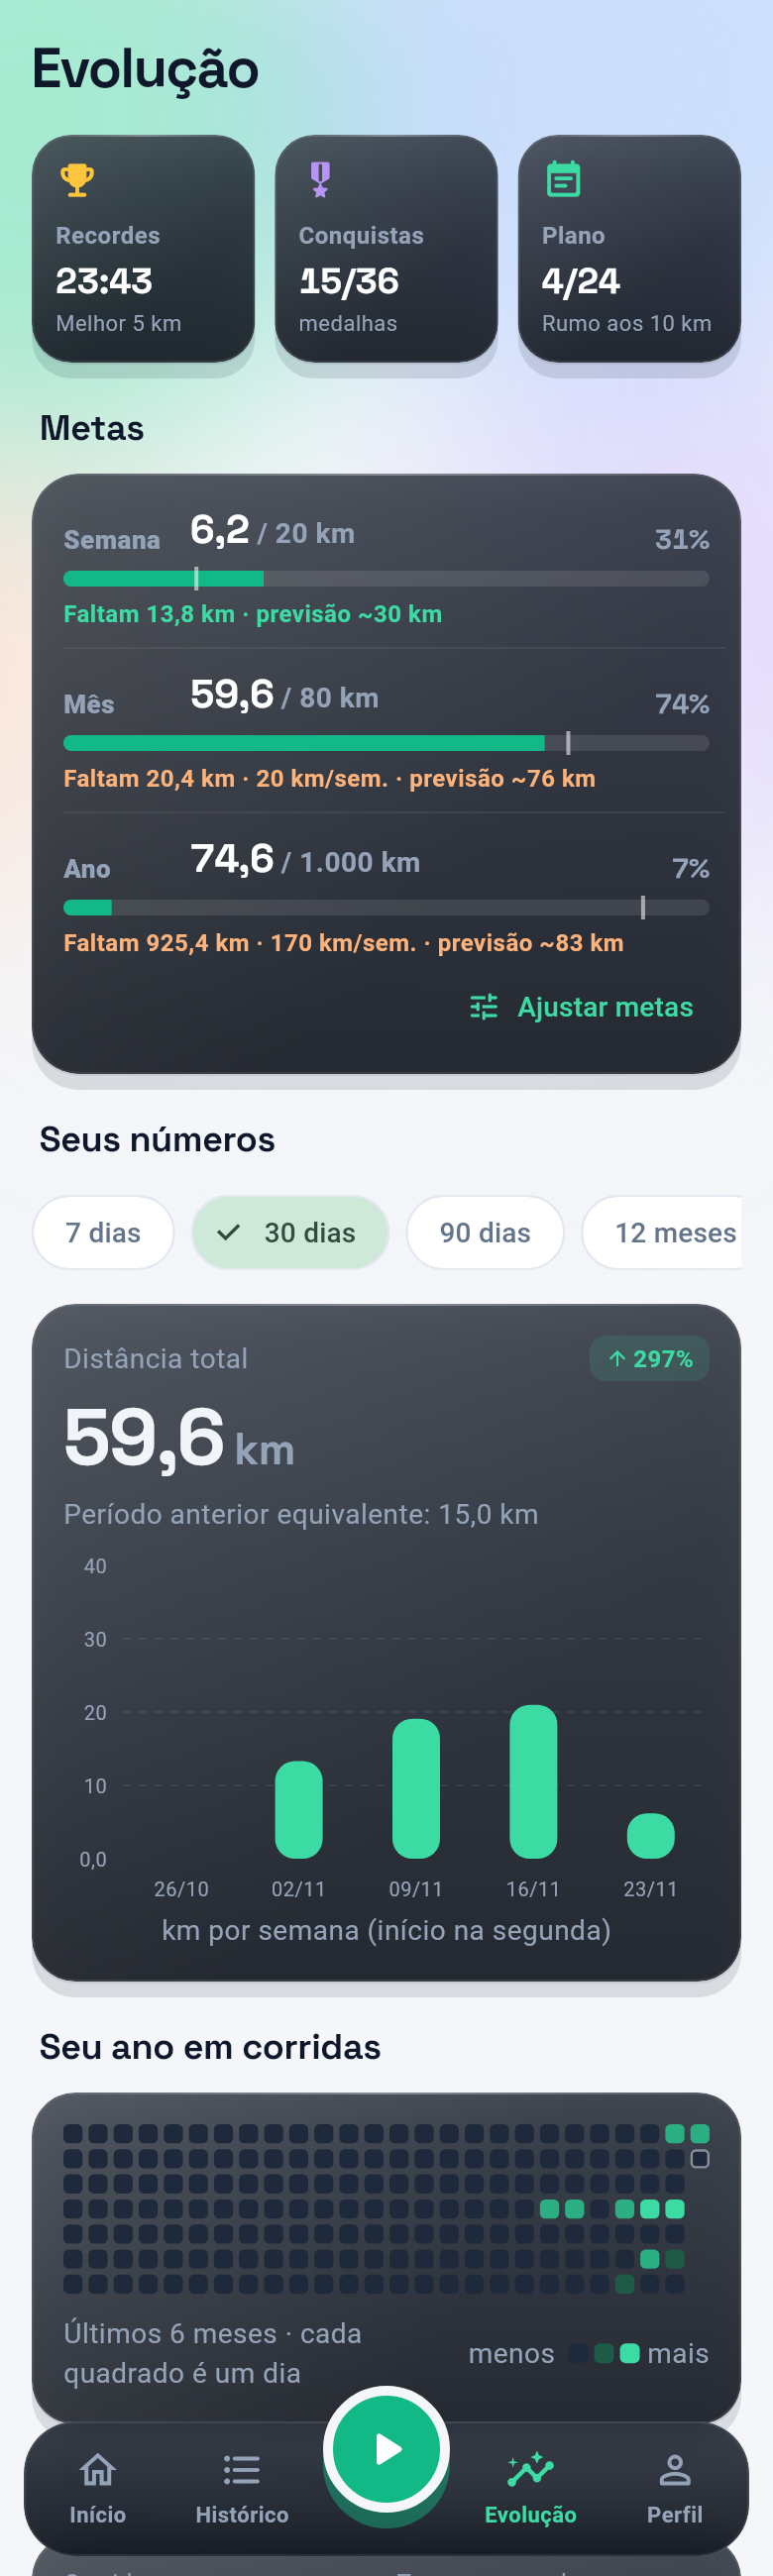 Evolução
Recordes
23:43
Melhor 5 km
Conquistas
15/36
medalhas
Plano
4/24
Rumo aos 10 km
Metas
Semana 6,2 / 20 km 31%
Faltam 13,8 km · previsão ~30 km
Mês 59,6 / 80 km 74%
Faltam 20,4 km · 20 km/sem. · previsão ~76 km
Ano 74,6 / 1.000 km 7%
Faltam 925,4 km · 170 km/sem. · previsão ~83 km
Ajustar metas
Seus números
7 dias 30 dias 90 dias 12 meses
Distância total 297%
59,6 km
Período anterior equivalente: 15,0 km
40
30
20
10
0,0
26/10 02/11 09/11 16/11 23/11
km por semana (início na segunda)
Seu ano em corridas
Últimos 6 meses · cada
quadrado é um dia
menos mais
Início Histórico Evolução Perfil